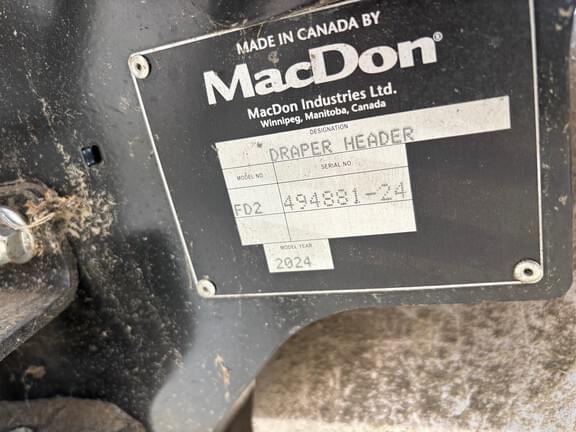 MADE IN CANADA BY
MacDon®
MacDon Industries Ltd.
Winnipeg, Manitoba, Canada
DESIGNATION
DRAPER HEADER
MODEL NO.
SERIAL NO.
FD2
494881-24
MODEL YEAR
2024